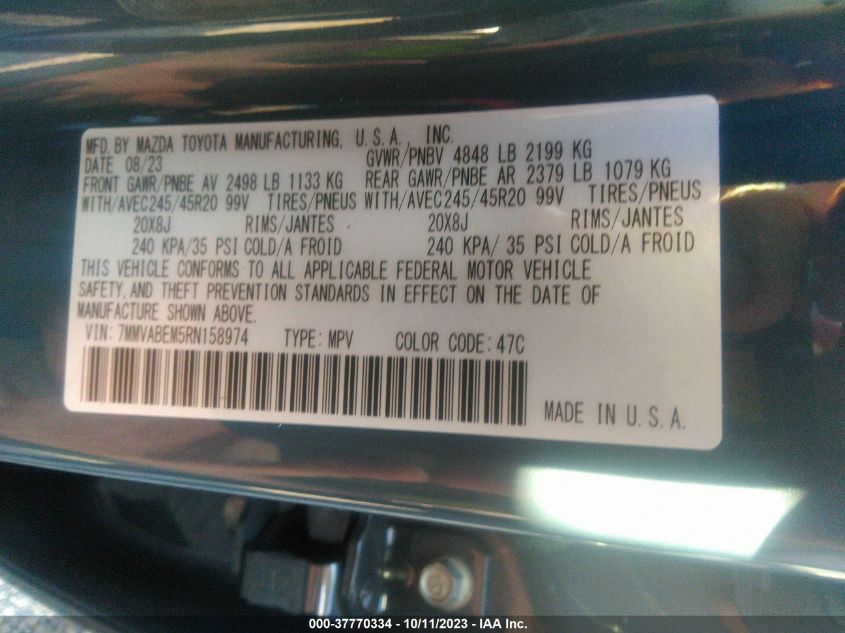 MFD. BY MAZDA TOYOTA MANUFACTURING, U.S.A. INC.
DATE 08/23 GVWR/PNBV 4848 LB 2199 KG
FRONT GAWR/PNBE AV 2498 LB 1133 KG REAR GAWR/PNBE AR 2379 LB 1079 KG
WITH/AVEC245/45R20 99V TIRES/PNEUS WITH/AVEC245/45R20 99V TIRES/PNEUS
20X8J RIMS/JANTES 20X8J RIMS/JANTES
240 KPA/35 PSI COLD/A FROID 240 KPA/ 35 PSI COLD/A FROID
THIS VEHICLE CONFORMS TO ALL APPLICABLE FEDERAL MOTOR VEHICLE
SAFETY, AND THEFT PREVENTION STANDARDS IN EFFECT ON THE DATE OF
MANUFACTURE SHOWN ABOVE.
VIN: 7MMVABEM5RN158974 TYPE: MPV COLOR CODE: 47C
MADE IN U.S.A.
000-37770334 - 10/11/2023 - IAA Inc.